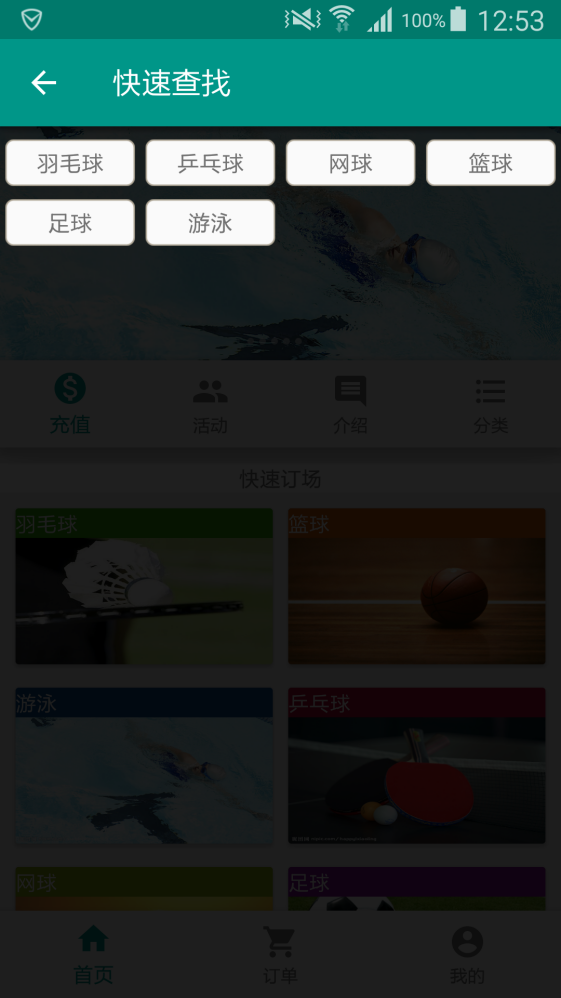 100% 12:53
快速查找
羽毛球 乒乓球 网球 篮球
足球 游泳
充值 活动 介绍 分类
快速订场
羽毛球 篮球
游泳 乒乓球
网球 足球
首页 订单 我的